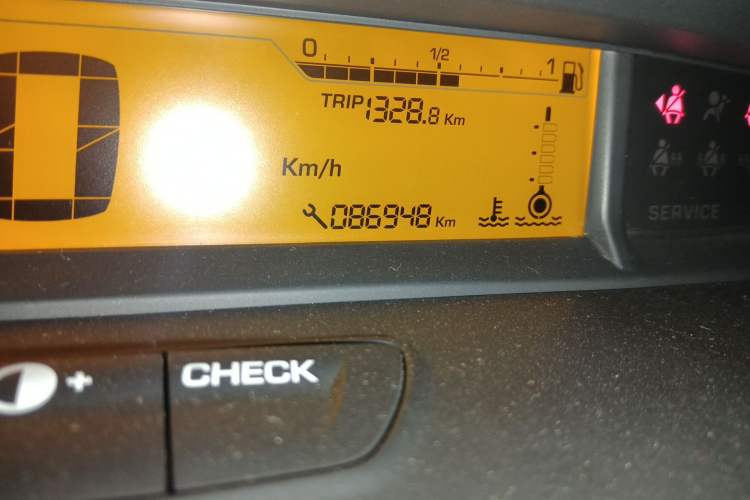 0 1/2 1
TRIP 1328.8 Km
Km/h
086948 Km
SERVICE
+
CHECK